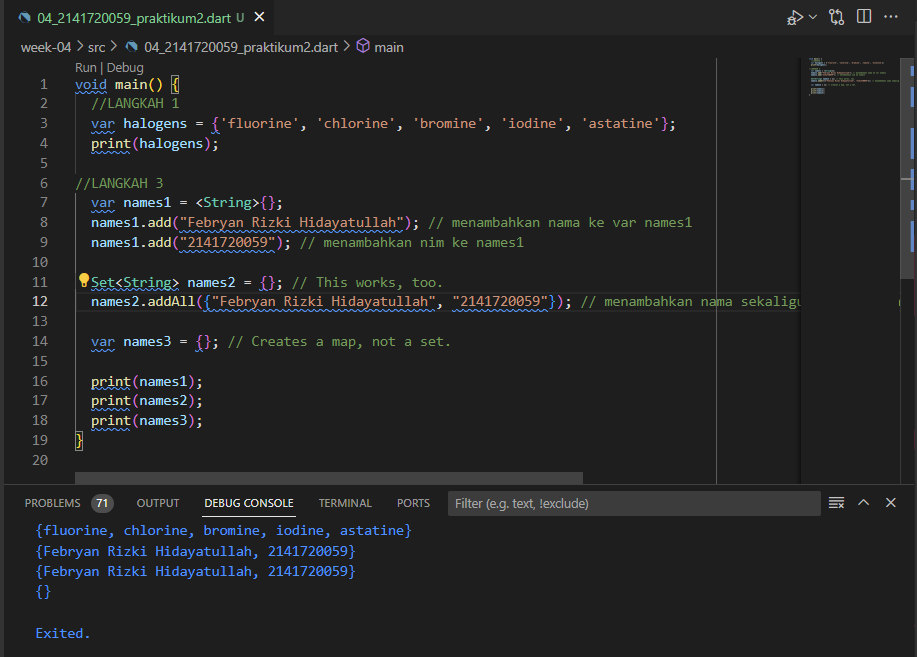 04_2141720059_praktikum2.dart U
week-04 > src > 04_2141720059_praktikum2.dart > main
Run | Debug
1 void main() {
2 //LANGKAH 1
3 var halogens = {'fluorine', 'chlorine', 'bromine', 'iodine', 'astatine'};
4 print(halogens);
5
6 //LANGKAH 3
7 var names1 = <String>{};
8 names1.add("Febryan Rizki Hidayatullah"); // menambahkan nama ke var names1
9 names1.add("2141720059"); // menambahkan nim ke names1
10
11 Set<String> names2 = {}; // This works, too.
12 names2.addAll({"Febryan Rizki Hidayatullah", "2141720059"}); // menambahkan nama sekaligu
13
14 var names3 = {}; // Creates a map, not a set.
15
16 print(names1);
17 print(names2);
18 print(names3);
19 }
20
PROBLEMS 71 OUTPUT DEBUG CONSOLE TERMINAL PORTS Filter (e.g. text, !exclude)
{fluorine, chlorine, bromine, iodine, astatine}
{Febryan Rizki Hidayatullah, 2141720059}
{Febryan Rizki Hidayatullah, 2141720059}
{}
Exited.